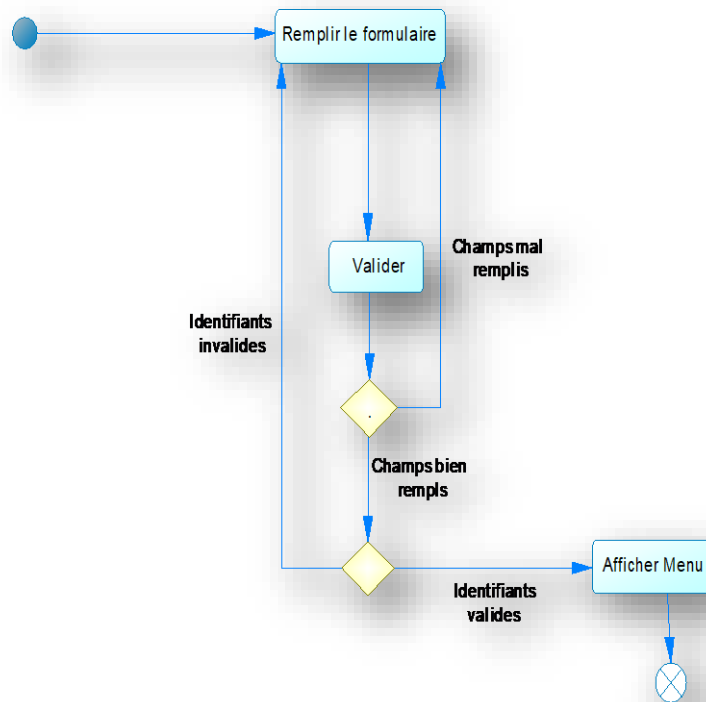 Remplir le formulaire
Champs mal
remplis
Valider
Identifiants
invalides
Champs bien
rempls
Afficher Menu
Identifiants
valides